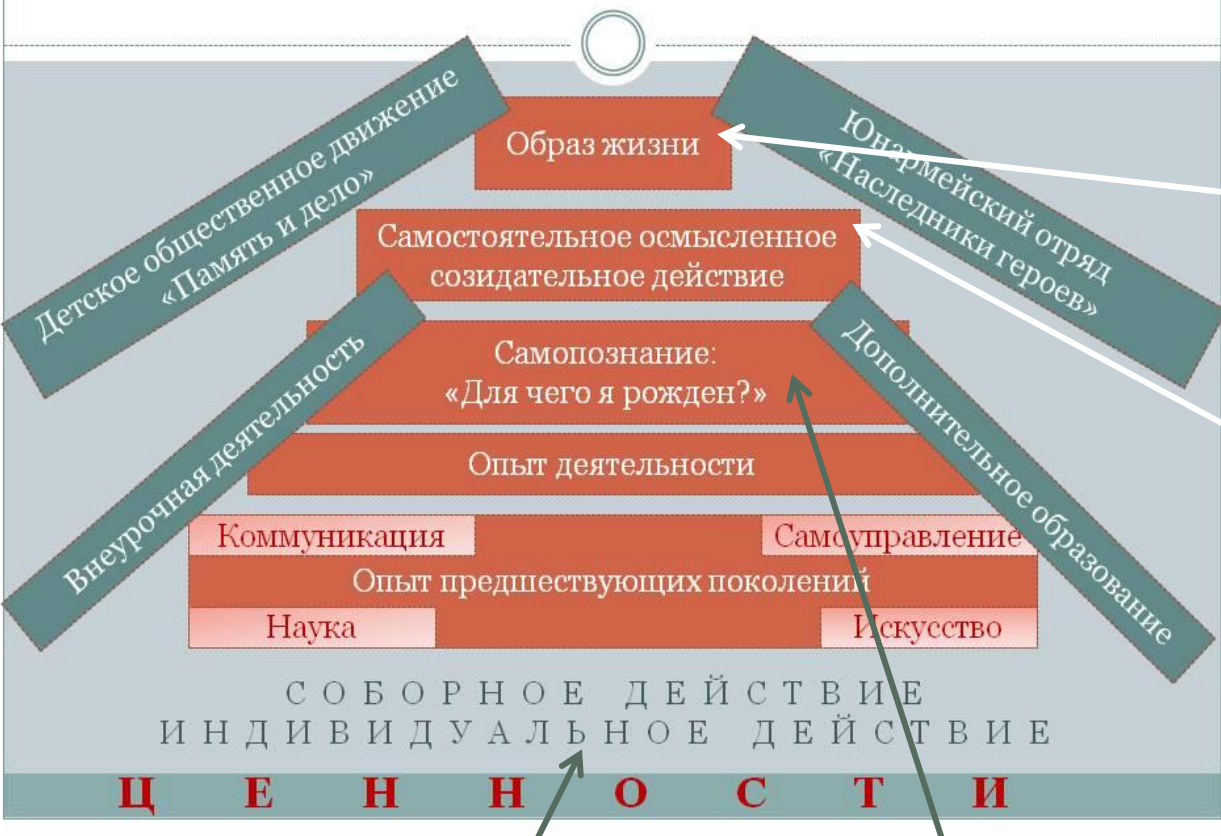 Детское общественное движение
«Память и дело»
Образ жизни
Юнармейский отряд
«Наследники героев»
Самостоятельное осмысленное
созидательное действие
Внеурочная деятельность
Самопознание:
«Для чего я рожден?»
Дополнительное образование
Опыт деятельности
Коммуникация
Самоуправление
Опыт предшествующих поколений
Наука
Искусство
СОБОРНОЕ ДЕЙСТВИЕ
ИНДИВИДУАЛЬНОЕ ДЕЙСТВИЕ
ЦЕННОСТИ